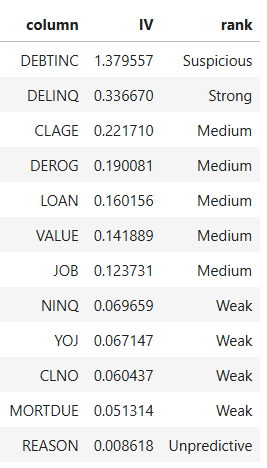 column IV rank
DEBTINC 1.379557 Suspicious
DELINQ 0.336670 Strong
CLAGE 0.221710 Medium
DEROG 0.190081 Medium
LOAN 0.160156 Medium
VALUE 0.141889 Medium
JOB 0.123731 Medium
NINQ 0.069659 Weak
YOJ 0.067147 Weak
CLNO 0.060437 Weak
MORTDUE 0.051314 Weak
REASON 0.008618 Unpredictive